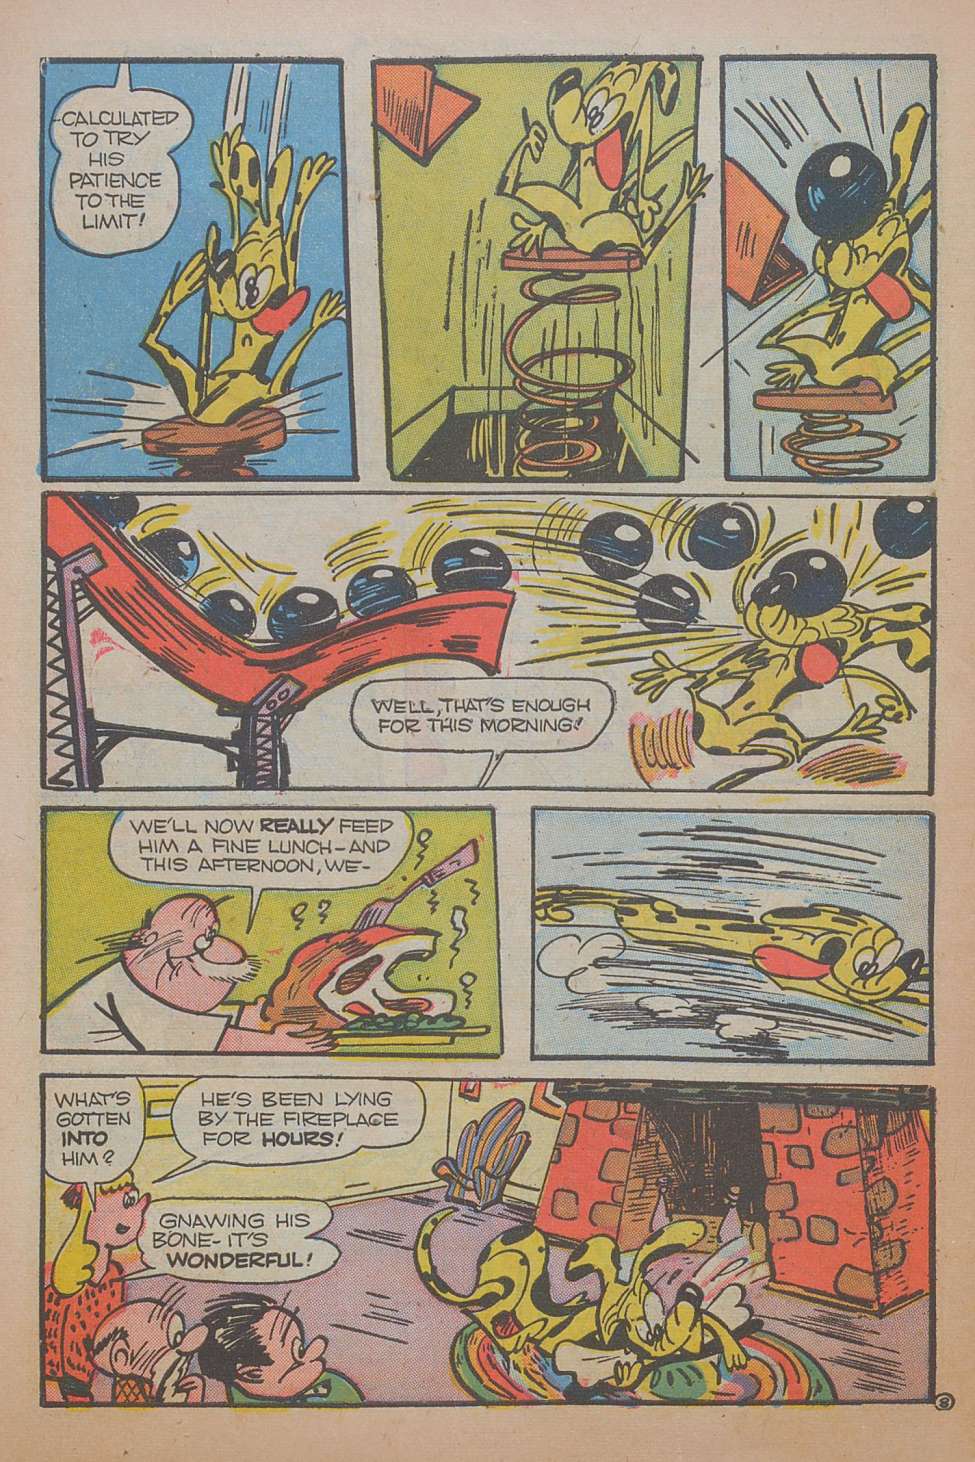 -CALCULATED
TO TRY
HIS
PATIENCE
TO THE
LIMIT!
WELL, THAT'S ENOUGH
FOR THIS MORNING!
WE'LL NOW REALLY FEED
HIM A FINE LUNCH-AND
THIS AFTERNOON, WE-
WHAT'S
GOTTEN
INTO
HIM?
HE'S BEEN LYING
BY THE FIREPLACE
FOR HOURS!
GNAWING HIS
BONE- IT'S
WONDERFUL!
8